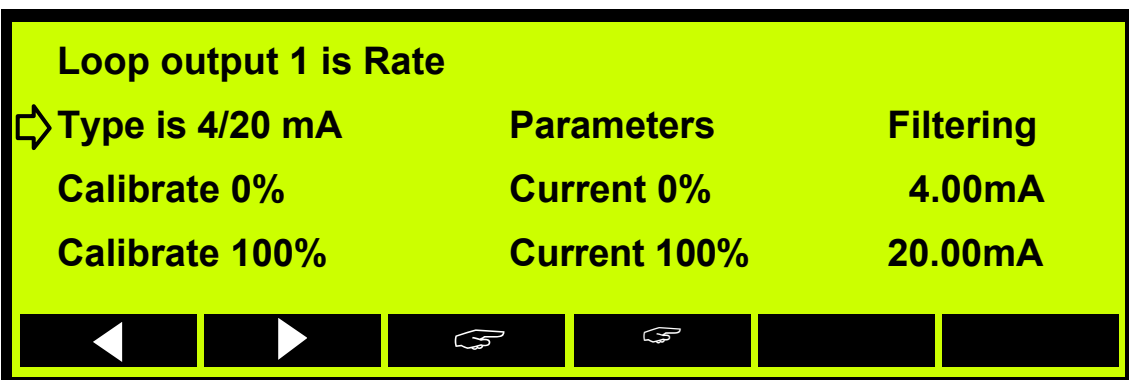 Loop output 1 is Rate
Type is 4/20 mA Parameters Filtering
Calibrate 0% Current 0% 4.00mA
Calibrate 100% Current 100% 20.00mA